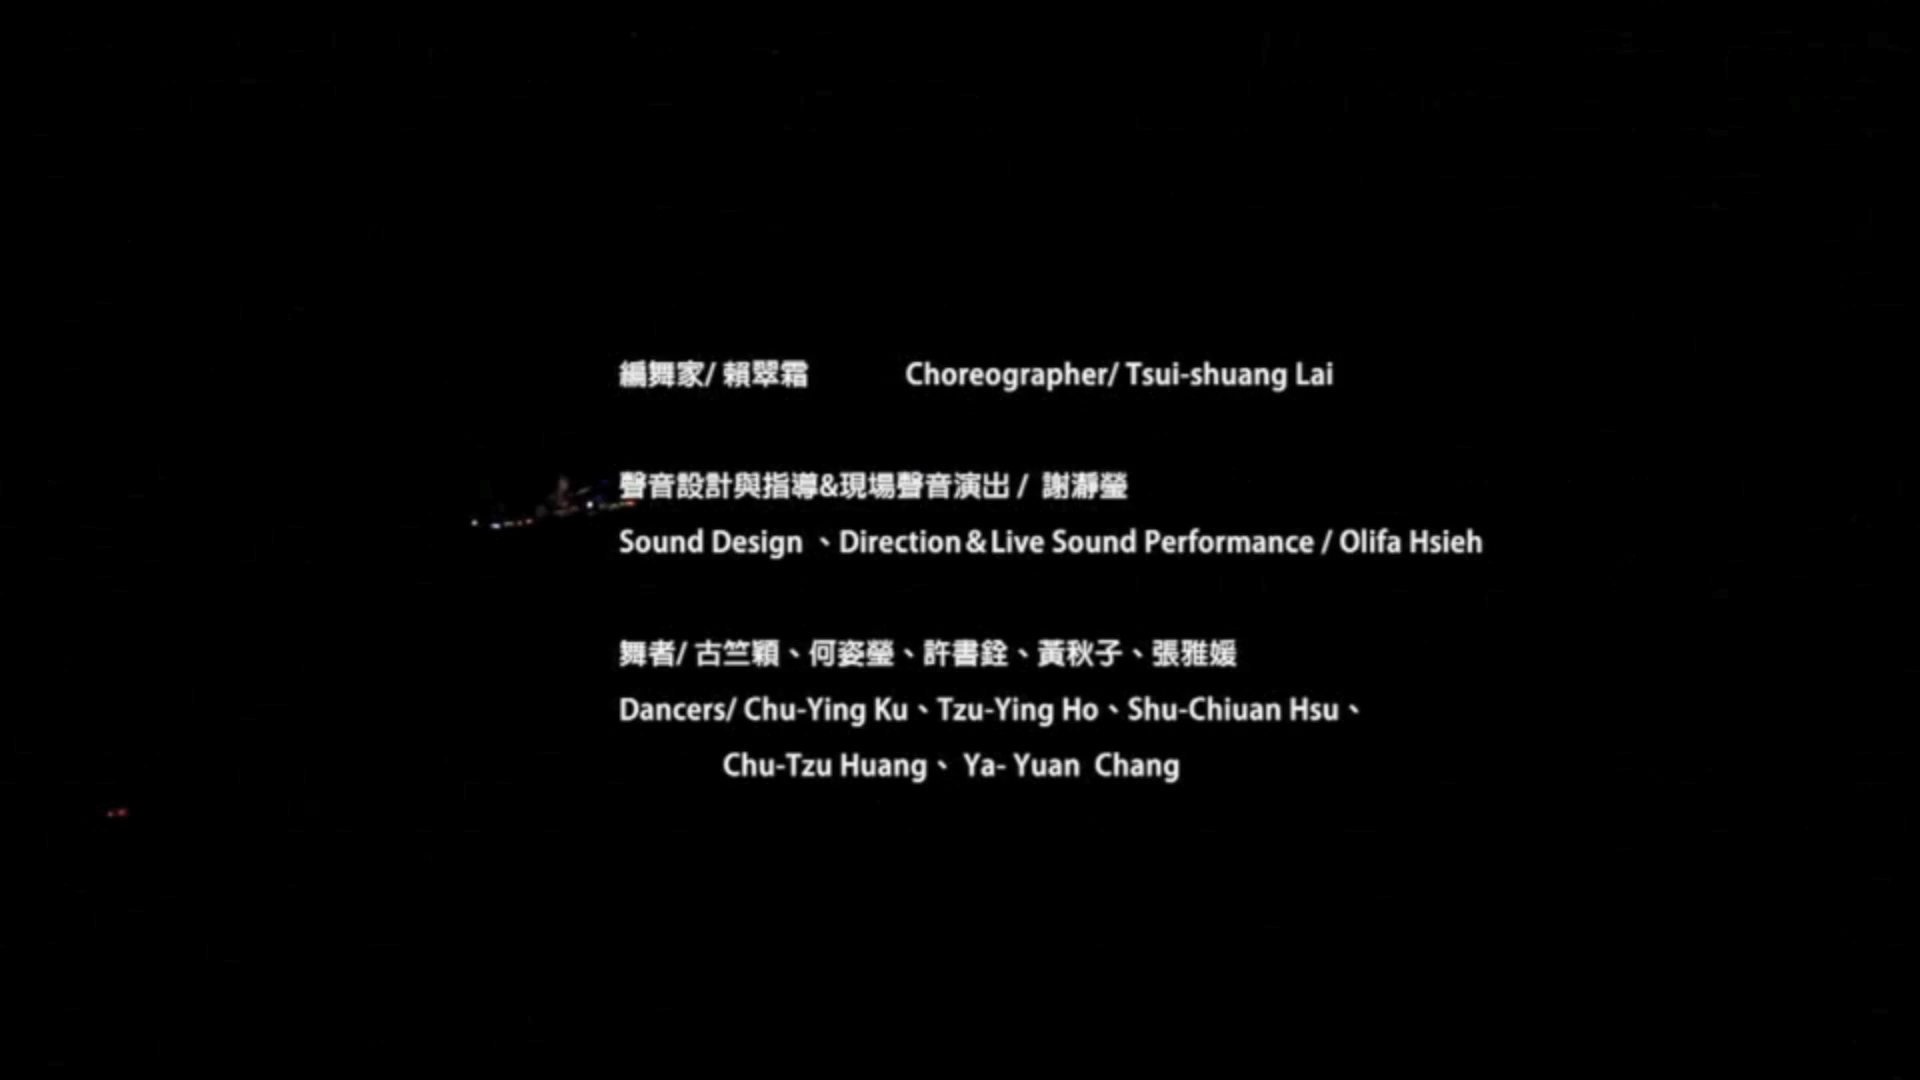 編舞家/ 賴翠霜 Choreographer/ Tsui-shuang Lai
聲音設計與指導&現場聲音演出 / 謝瀞瑩
Sound Design 、Direction＆Live Sound Performance / Olifa Hsieh
舞者/ 古竺穎、何姿瑩、許書銓、黃秋子、張雅媛
Dancers/ Chu-Ying Ku、Tzu-Ying Ho、Shu-Chiuan Hsu、
Chu-Tzu Huang、 Ya- Yuan Chang